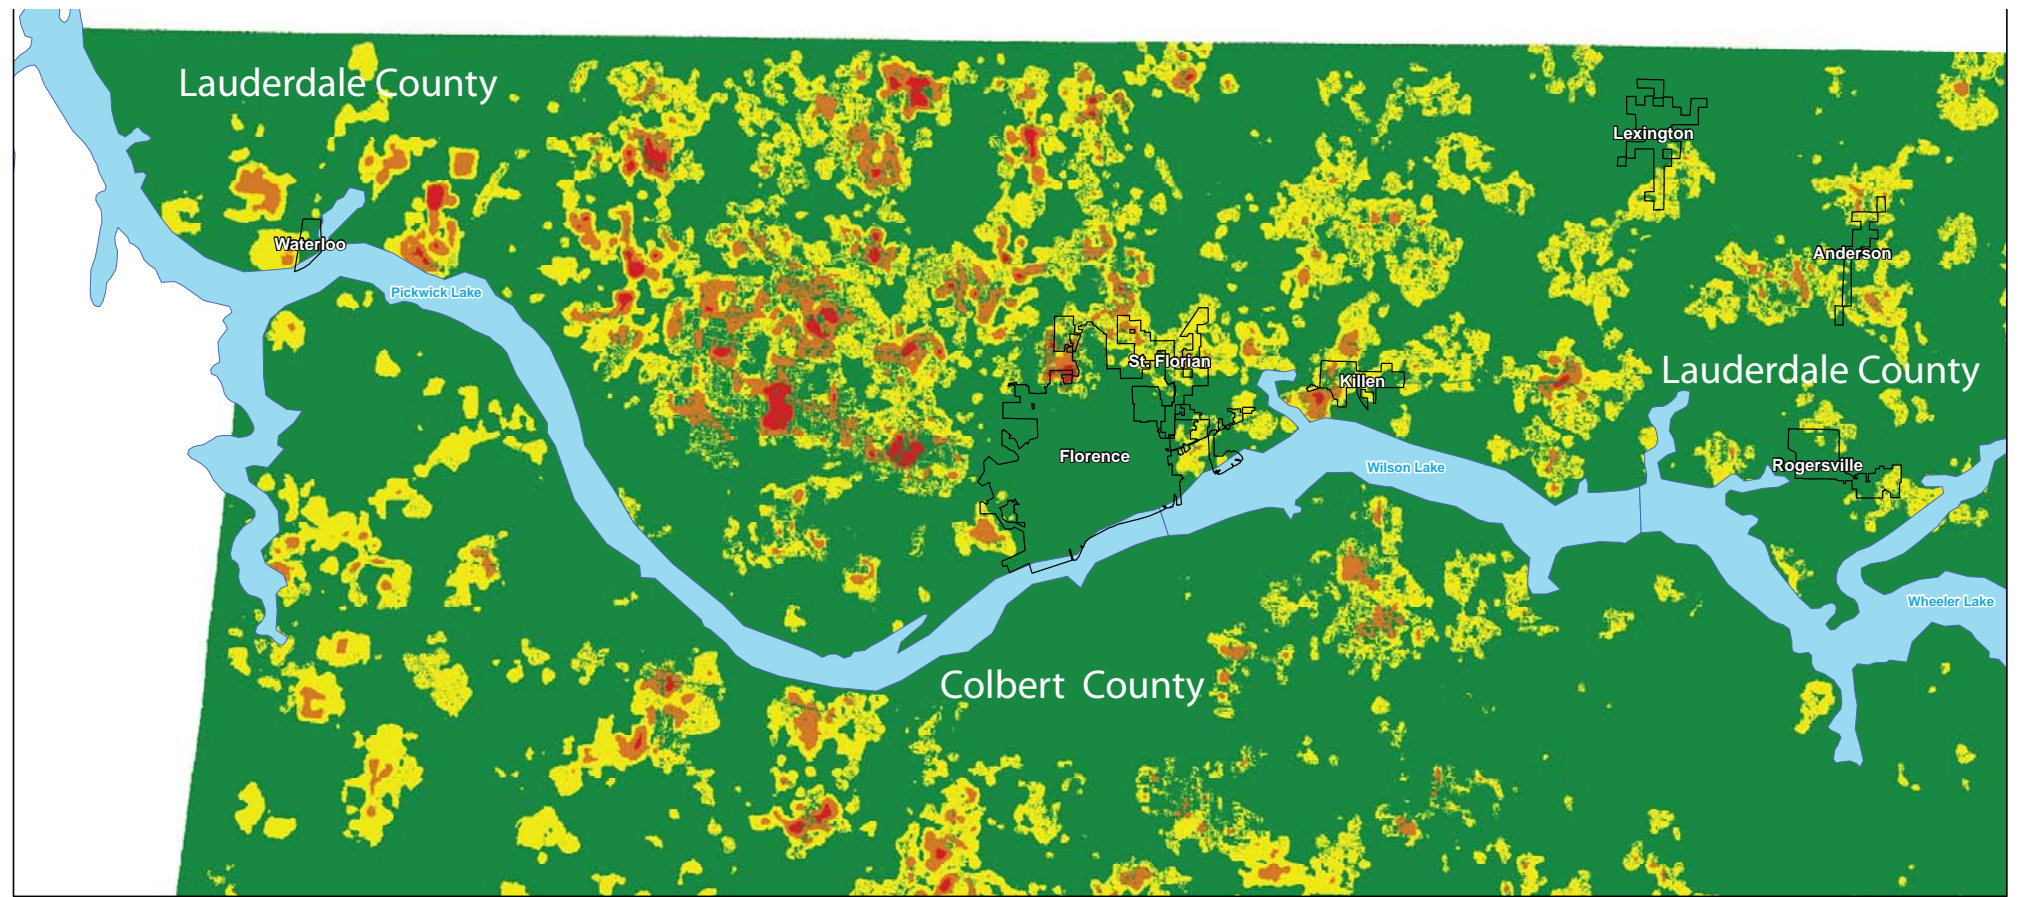 Lauderdale County
Lexington
Waterloo
Anderson
Pickwick Lake
St. Florian
Killen
Lauderdale County
Florence
Wilson Lake
Rogersville
Wheeler Lake
Colbert County